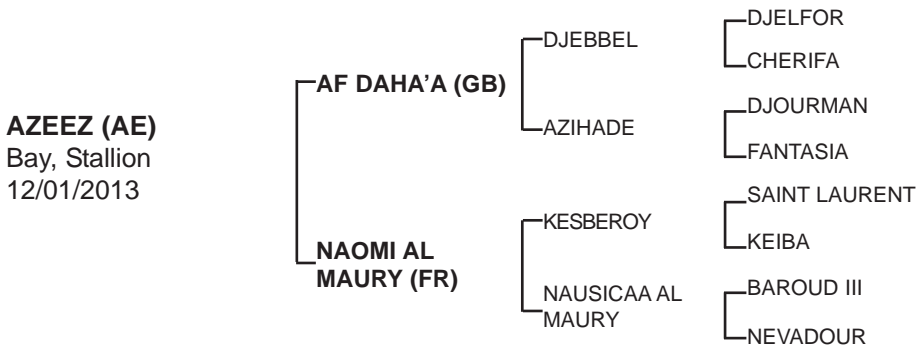 AZEEZ (AE)
Bay, Stallion
12/01/2013
AF DAHA’A (GB)
NAOMI AL
MAURY (FR)
DJEBBEL
AZIHADE
KESBEROY
NAUSICAA AL
MAURY
DJELFOR
CHERIFA
DJOURMAN
FANTASIA
SAINT LAURENT
KEIBA
BAROUD III
NEVADOUR